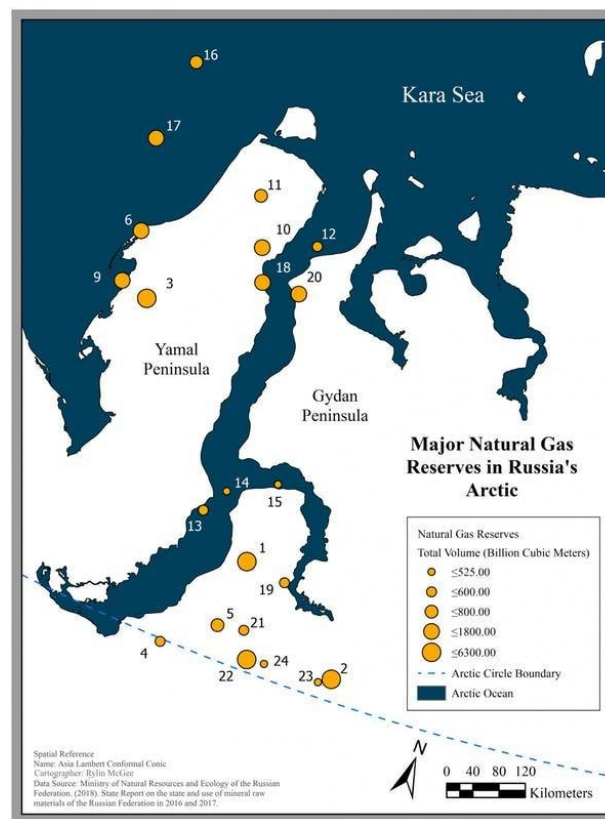 16
Kara Sea
17
11
6
10
12
18
9
3
20
Yamal
Peninsula
Gydan
Peninsula
Major Natural Gas
Reserves in Russia's
Arctic
14
15
13
1
19
5
21
4
22
24
23
2
Natural Gas Reserves
Total Volume (Billion Cubic Meters)
≤525.00
≤600.00
≤800.00
≤1800.00
≤6300.00
Arctic Circle Boundary
Arctic Ocean
Spatial Reference
Name: Asia Lambert Conformal Conic
Cartographer: Rylin McGee
Data Source: Ministry of Natural Resources and Ecology of the Russian
Federation. (2018). State Report on the state and use of mineral raw
materials of the Russian Federation in 2016 and 2017.
N
0 40 80 120
Kilometers